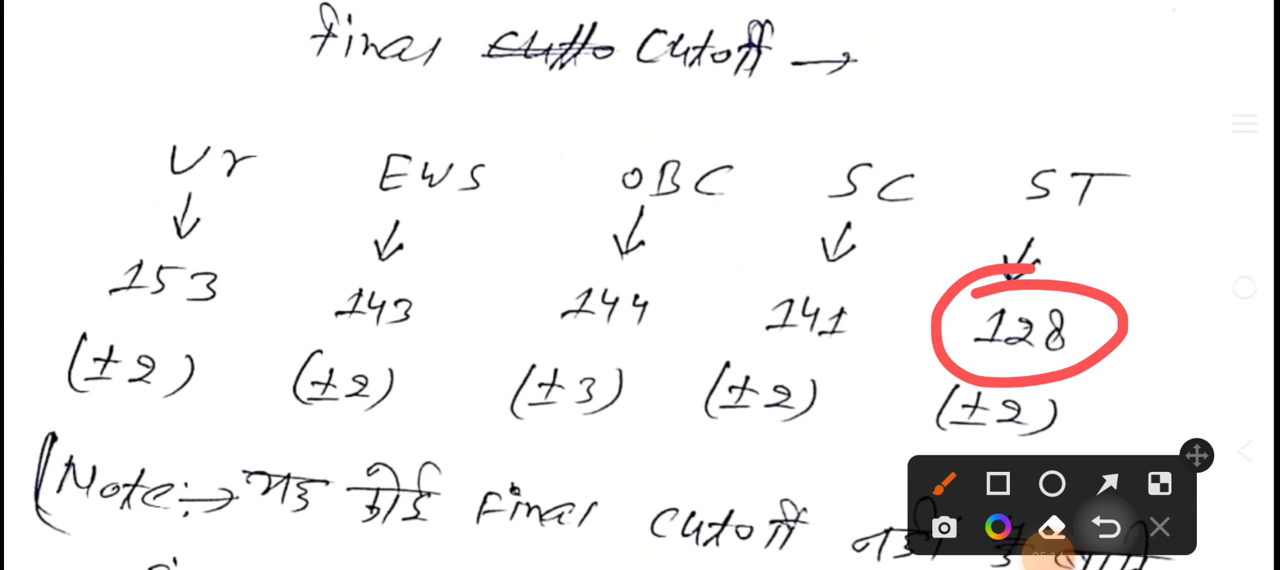 final Cutoff →
Ur EWS OBC SC ST
↓ ↓ ↓ ↓ ↓
153 143 144 141 128
(±2) (±2) (±3) (±2) (±2)
(Note:→ यह कोई Final Cutoff नहीं है